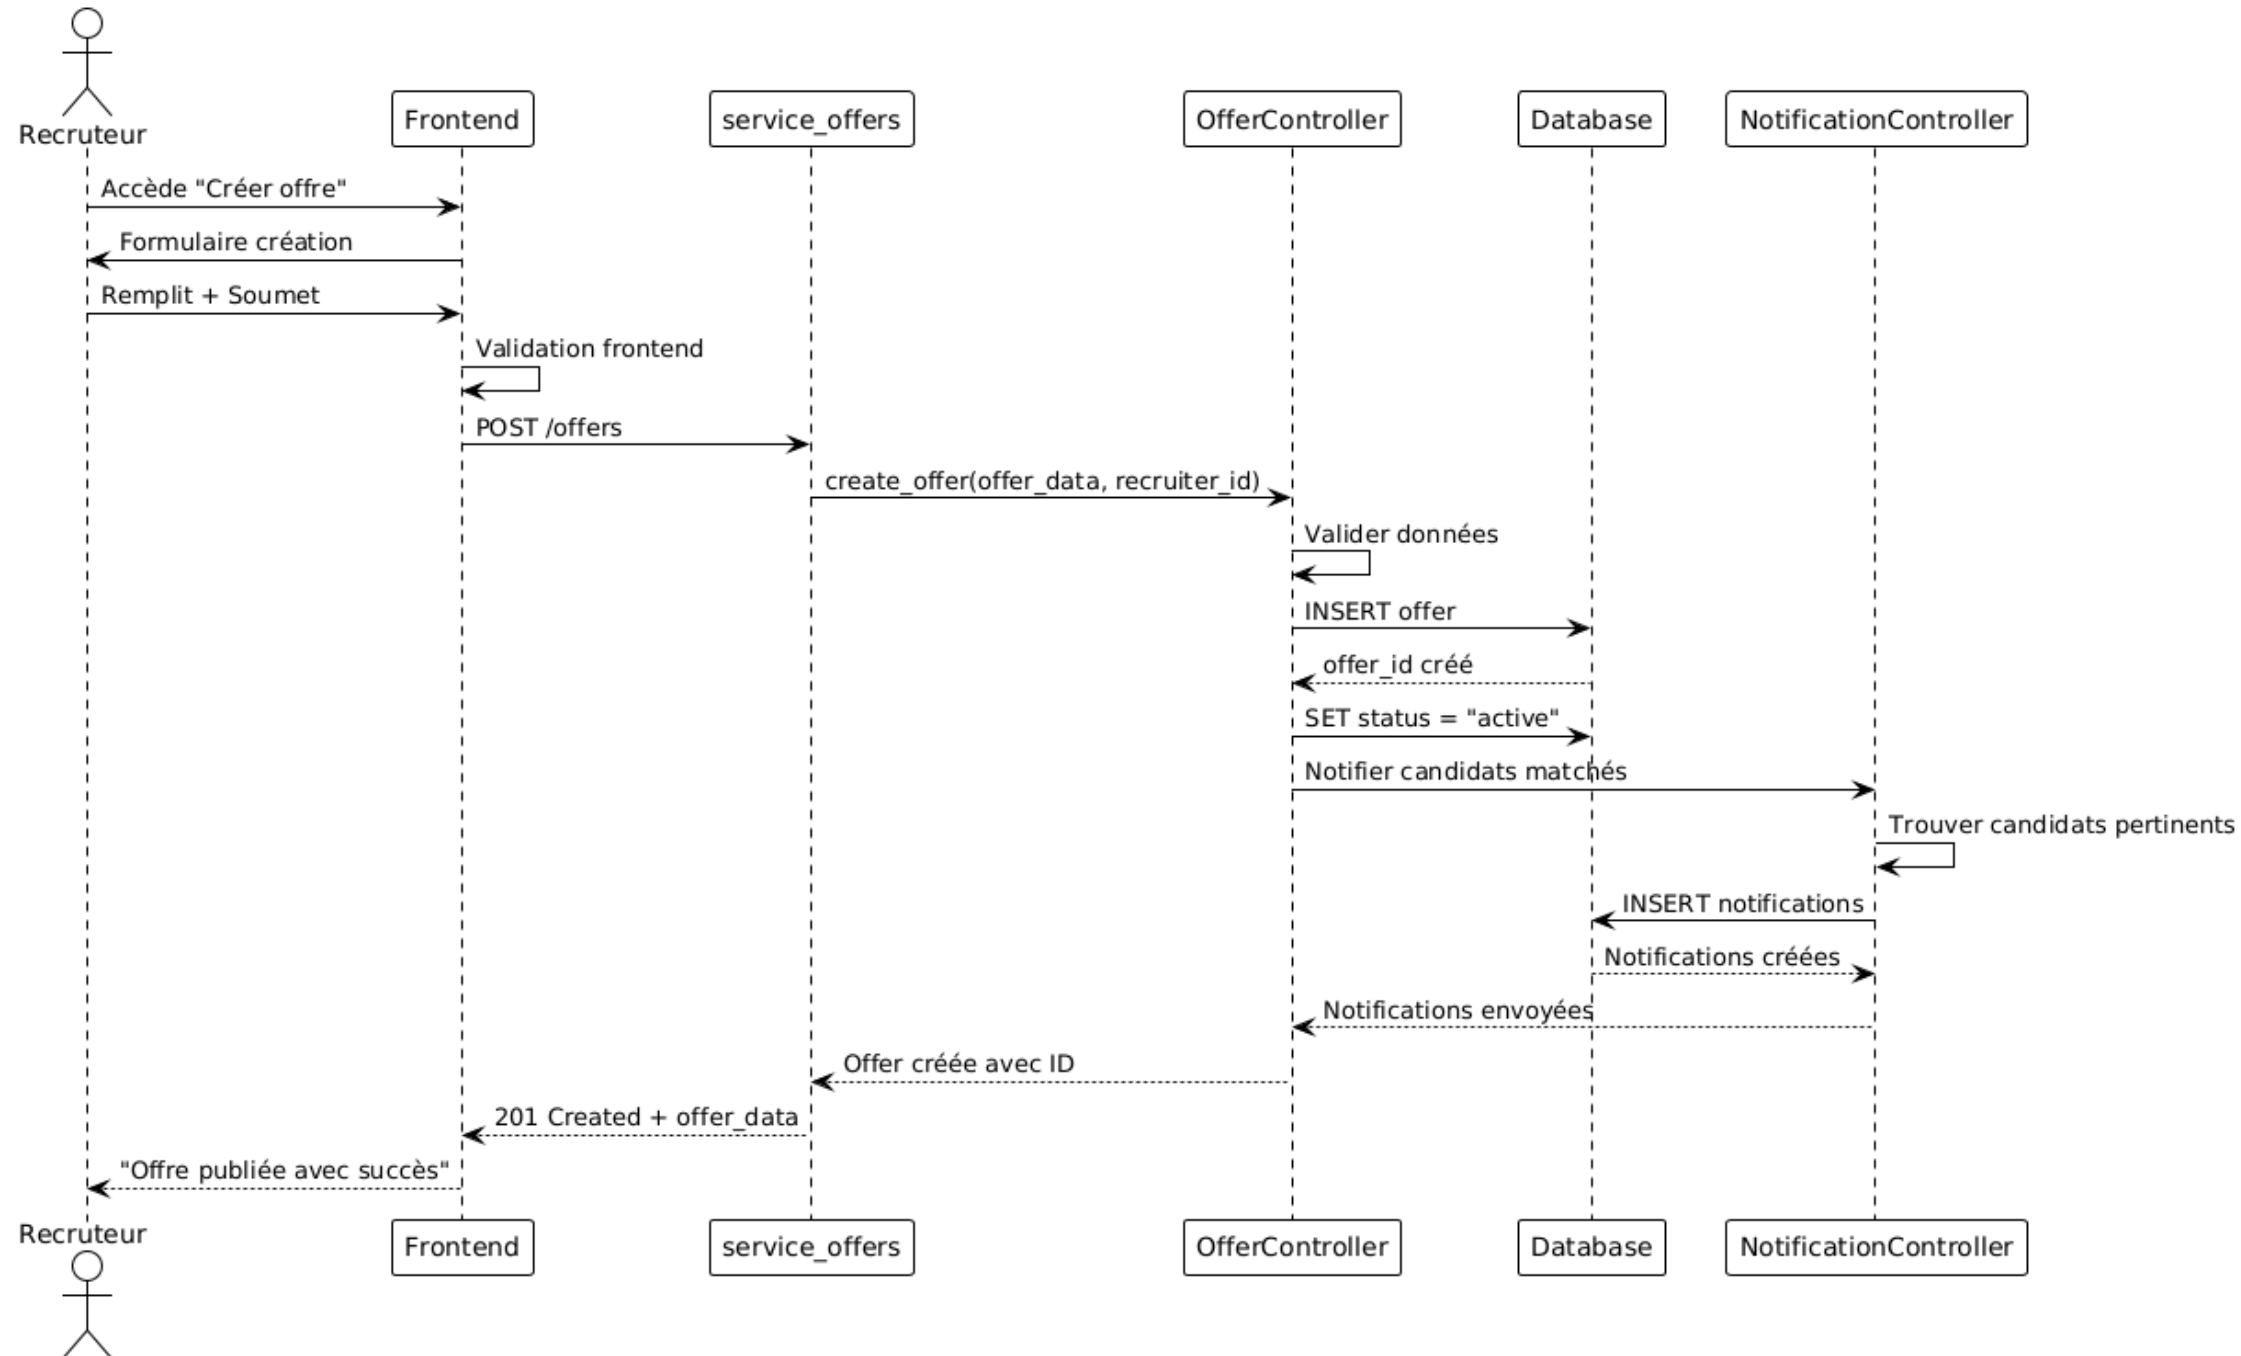 Recruteur
Frontend
service_offers
OfferController
Database
NotificationController
Accède "Créer offre"
Formulaire création
Remplit + Soumet
Validation frontend
POST /offers
create_offer(offer_data, recruiter_id)
Valider données
INSERT offer
offer_id créé
SET status = "active"
Notifier candidats matchés
Trouver candidats pertinents
INSERT notifications
Notifications créées
Notifications envoyées
Offer créée avec ID
201 Created + offer_data
"Offre publiée avec succès"
Recruteur
Frontend
service_offers
OfferController
Database
NotificationController